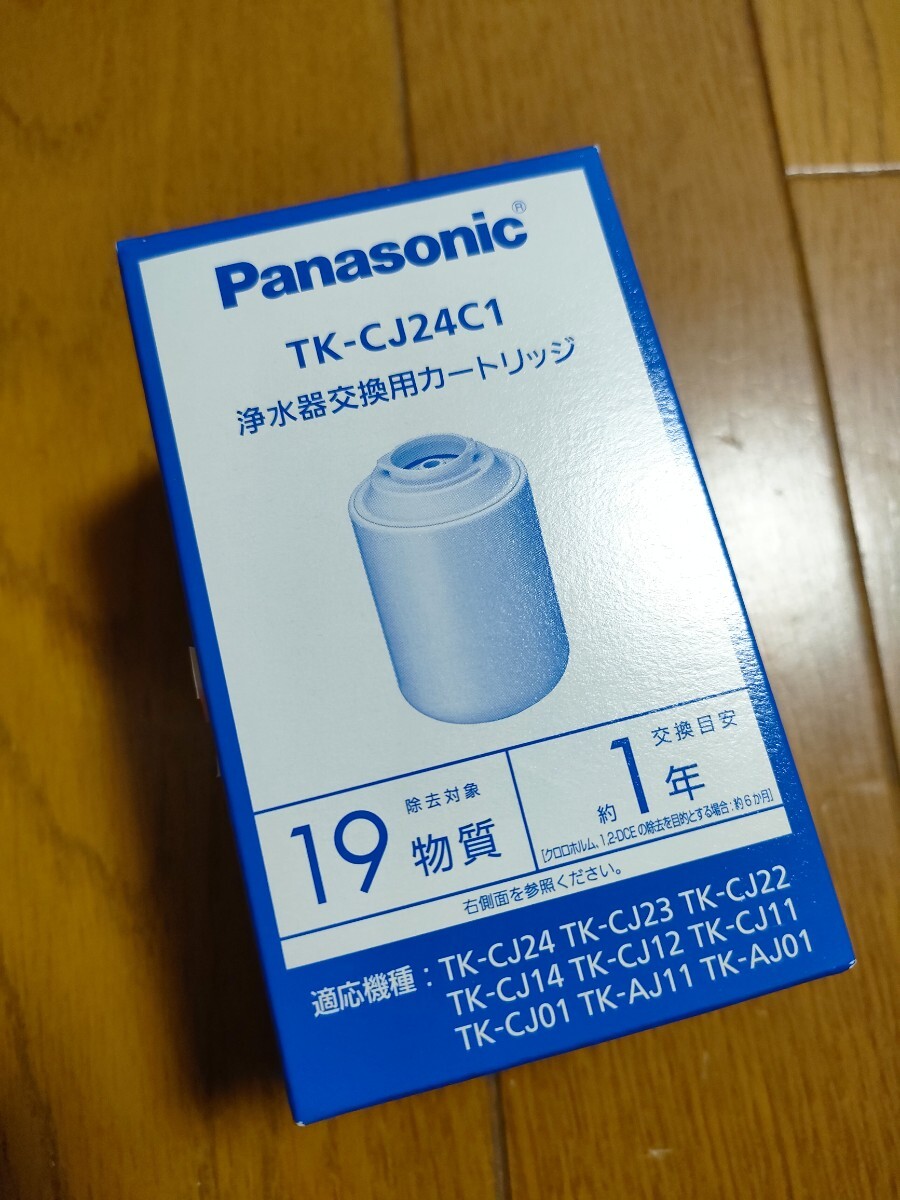 Panasonic®
TK-CJ24C1
浄水器交換用カートリッジ
除去対象
19物質
交換目安
約1年
[クロロホルム、1,2-DCEの除去を目的とする場合：約6か月]
右側面を参照ください。
適応機種：TK-CJ24 TK-CJ23 TK-CJ22
TK-CJ14 TK-CJ12 TK-CJ11
TK-CJ01 TK-AJ11 TK-AJ01